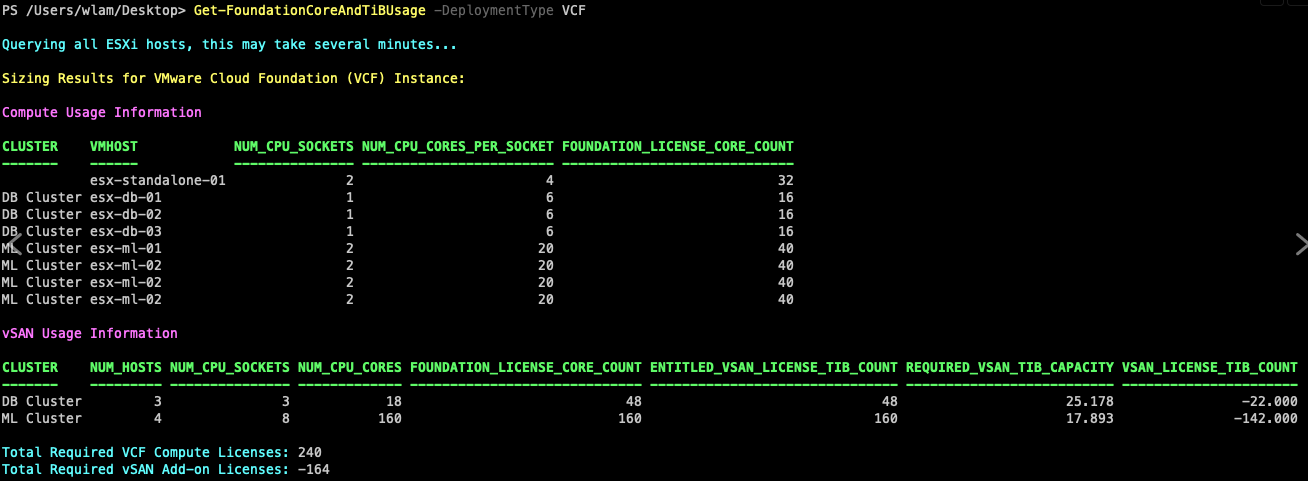 PS /Users/wlam/Desktop> Get-FoundationCoreAndTiBUsage -DeploymentType VCF
Querying all ESXi hosts, this may take several minutes...
Sizing Results for VMware Cloud Foundation (VCF) Instance:
Compute Usage Information
CLUSTER VMHOST NUM_CPU_SOCKETS NUM_CPU_CORES_PER_SOCKET FOUNDATION_LICENSE_CORE_COUNT
------- ------ --------------- ------------------------ -----------------------------
esx-standalone-01 2 4 32
DB Cluster esx-db-01 1 6 16
DB Cluster esx-db-02 1 6 16
DB Cluster esx-db-03 1 6 16
ML Cluster esx-ml-01 2 20 40
ML Cluster esx-ml-02 2 20 40
ML Cluster esx-ml-02 2 20 40
ML Cluster esx-ml-02 2 20 40
vSAN Usage Information
CLUSTER NUM_HOSTS NUM_CPU_SOCKETS NUM_CPU_CORES FOUNDATION_LICENSE_CORE_COUNT ENTITLED_VSAN_LICENSE_TIB_COUNT REQUIRED_VSAN_TIB_CAPACITY VSAN_LICENSE_TIB_COUNT
------- --------- --------------- ------------- ----------------------------- ------------------------------- -------------------------- ----------------------
DB Cluster 3 3 18 48 48 25.178 -22.000
ML Cluster 4 8 160 160 160 17.893 -142.000
Total Required VCF Compute Licenses: 240
Total Required vSAN Add-on Licenses: -164